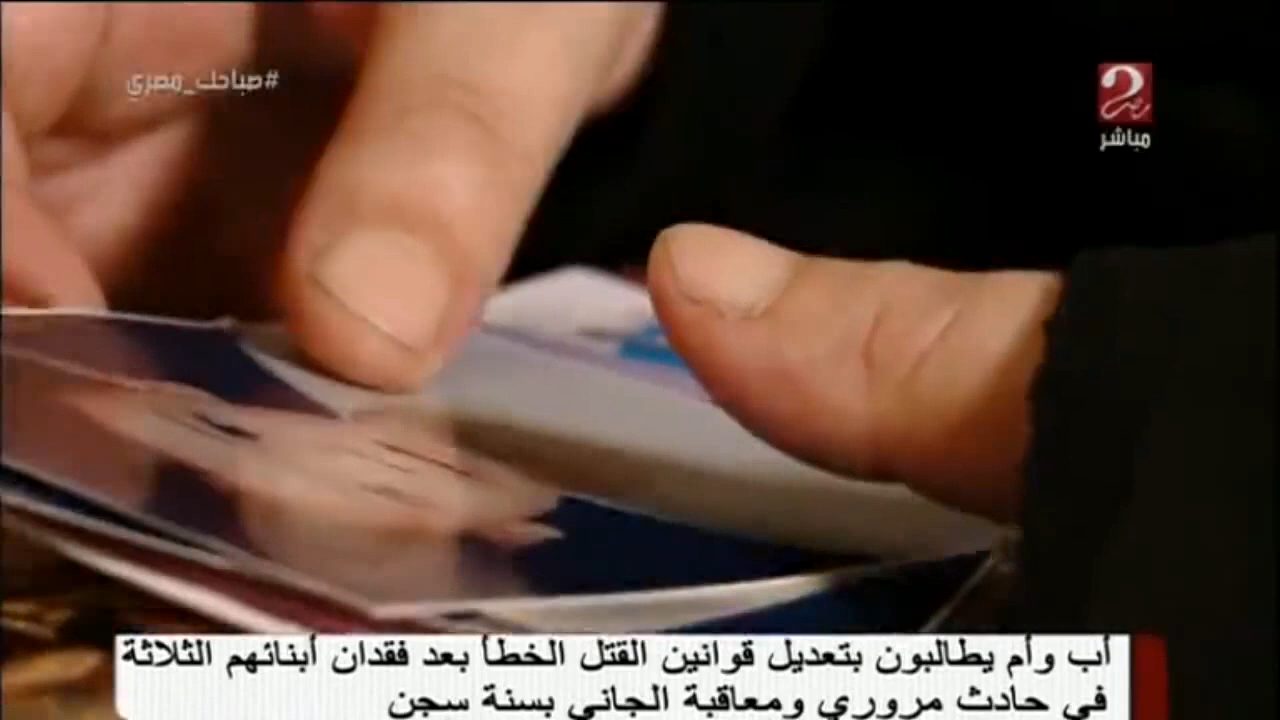 #صباحك_مصري
مباشر
أب وأم يطالبون بتعديل قوانين القتل الخطأ بعد فقدان أبنائهم الثلاثة
في حادث مروري ومعاقبة الجاني بسنة سجن